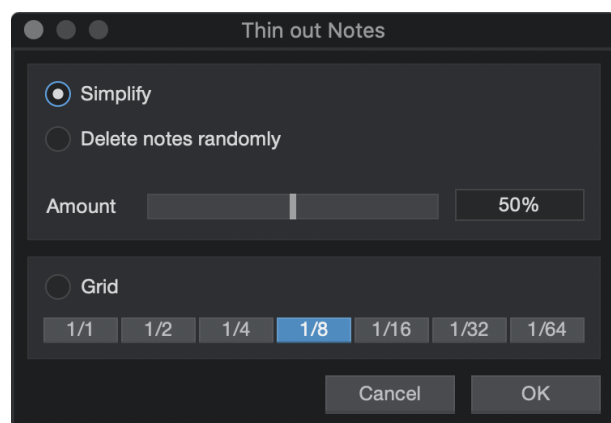 Thin out Notes
Simplify
Delete notes randomly
Amount 50%
Grid
1/1 1/2 1/4 1/8 1/16 1/32 1/64
Cancel OK